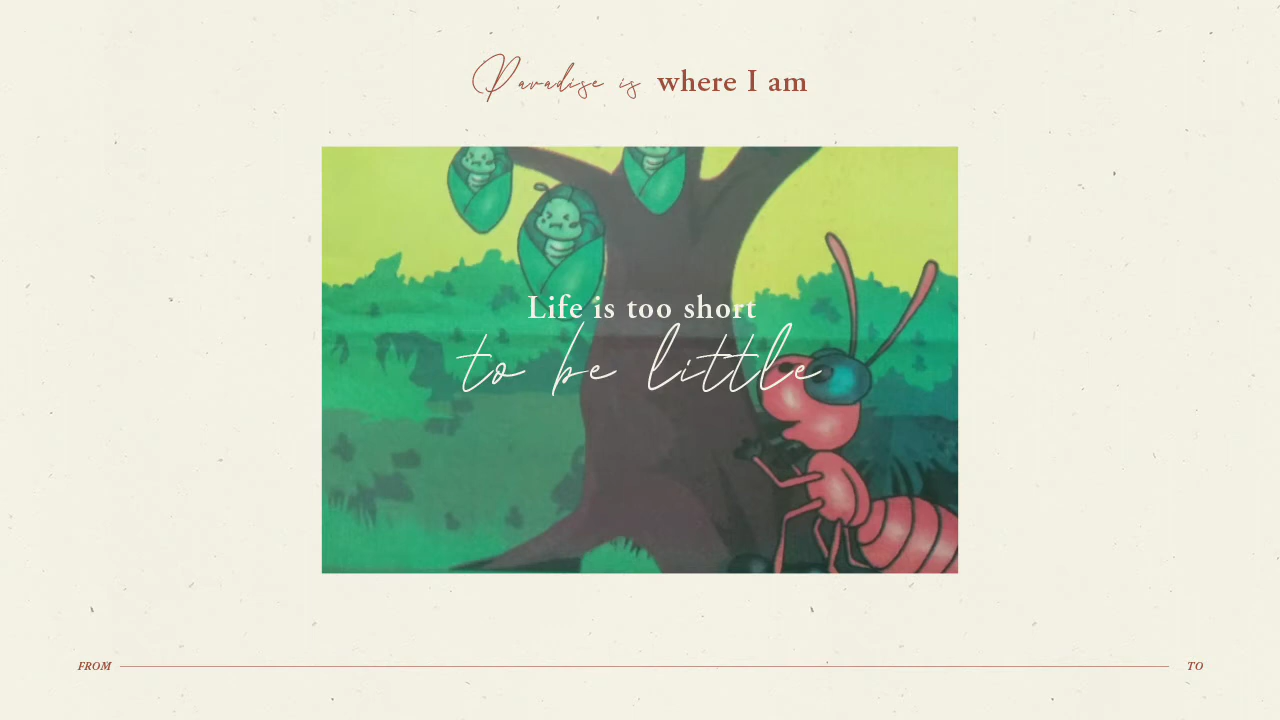 Paradise is where I am
Life is too short
to be little
FROM
TO